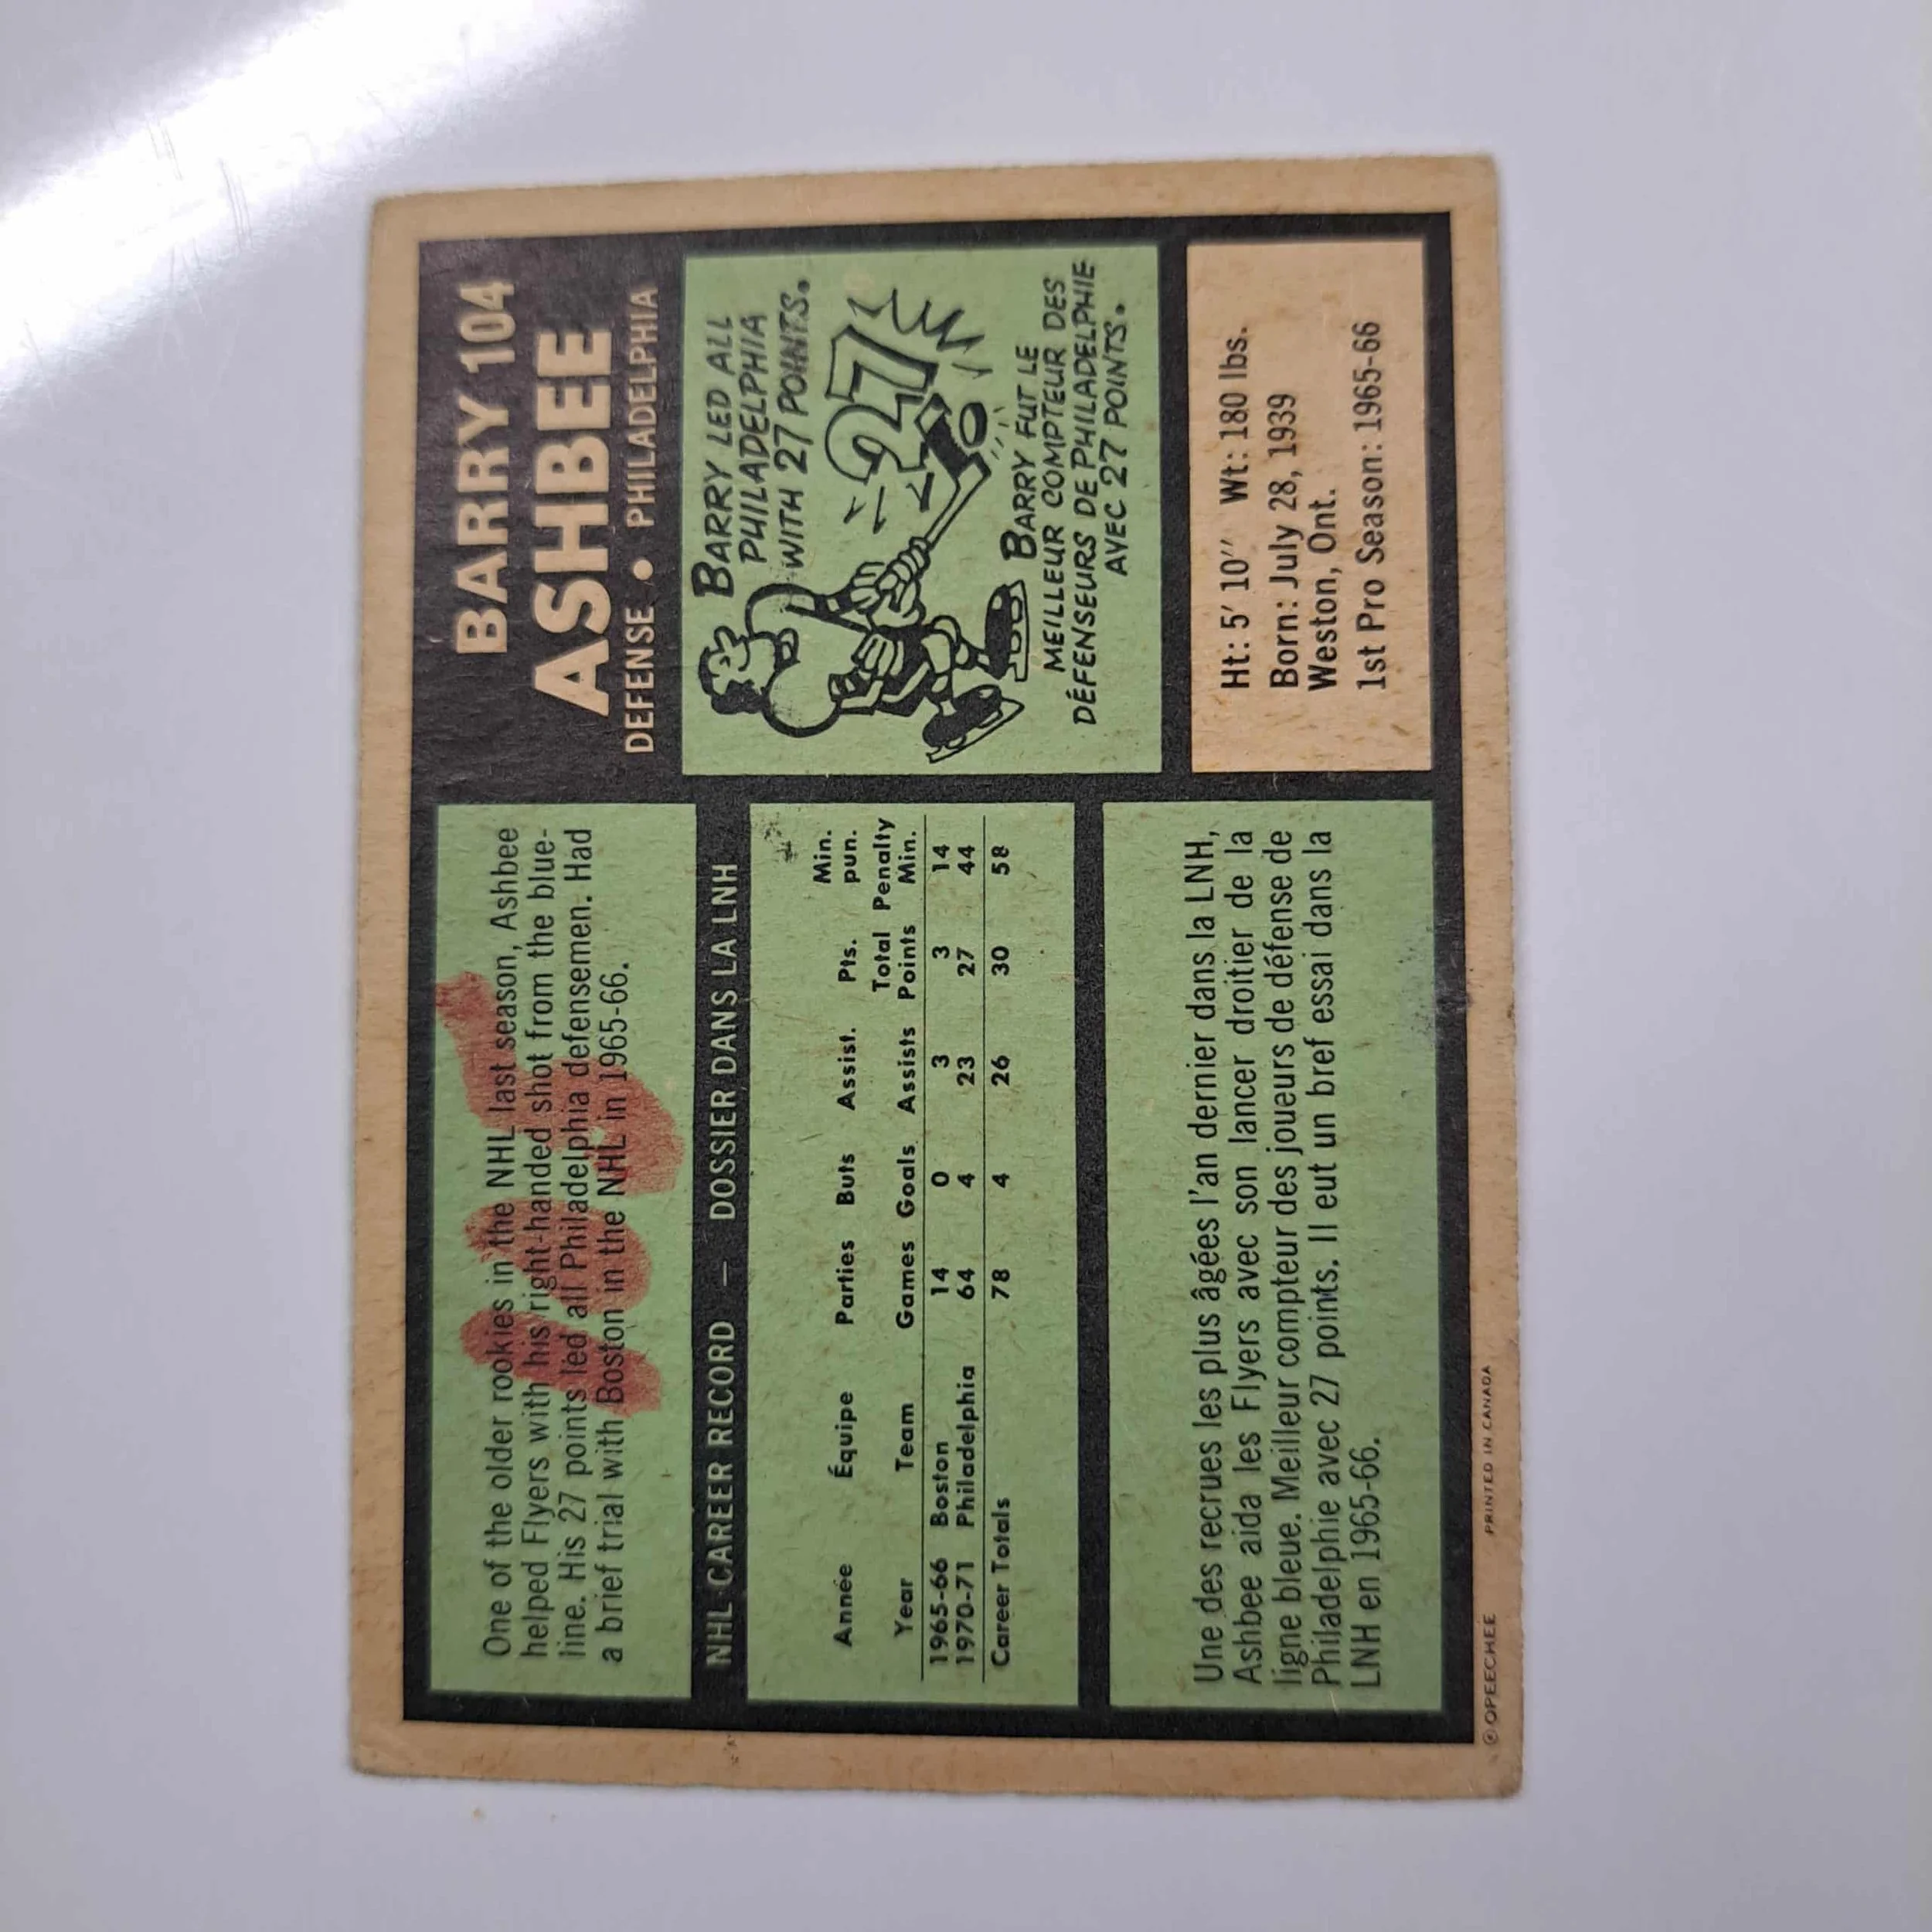 BARRY 104
ASHBEE
DEFENSE • PHILADELPHIA
One of the older rookies in the NHL last season, Ashbee
helped Flyers with his right-handed shot from the blue-
line. His 27 points led all Philadelphia defensemen. Had
a brief trial with Boston in the NHL in 1965-66.
NHL CAREER RECORD — DOSSIER DANS LA LNH
Année Équipe Parties Buts Assist. Pts. Min. pun.
Year Team Games Goals Assists Total Points Penalty Min.
1965-66 Boston 14 0 3 3 14
1970-71 Philadelphia 64 4 23 27 44
Career Totals 78 4 26 30 58
Une des recrues les plus âgées l'an dernier dans la LNH,
Ashbee aida les Flyers avec son lancer droitier de la
ligne bleue. Meilleur compteur des joueurs de défense de
Philadelphie avec 27 points. Il eut un bref essai dans la
LNH en 1965-66.
BARRY LED ALL
PHILADELPHIA
WITH 27 POINTS.
27
BARRY FUT LE
MEILLEUR COMPTEUR DES
DÉFENSEURS DE PHILADELPHIE
AVEC 27 POINTS.
Ht: 5' 10" Wt: 180 lbs.
Born: July 28, 1939
Weston, Ont.
1st Pro Season: 1965-66
© OPEECHEE PRINTED IN CANADA